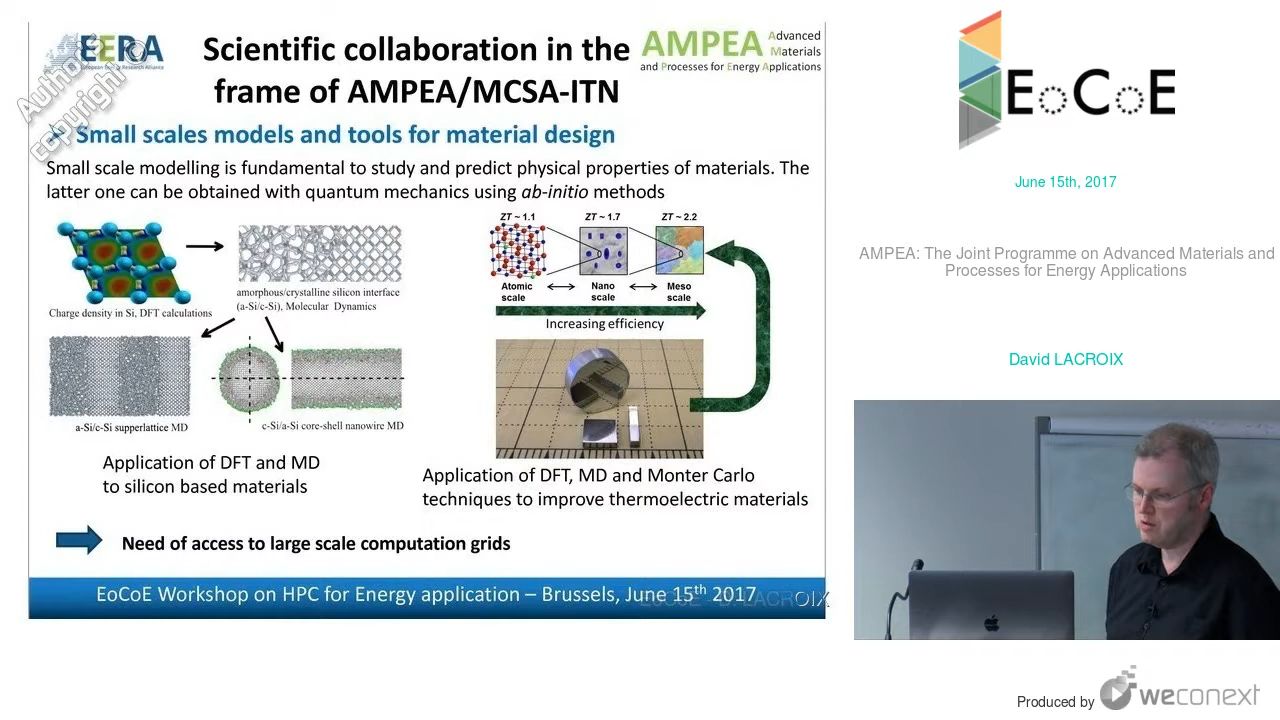 EERA
European Energy Research Alliance
Author's ©
copyright
Scientific collaboration in the
frame of AMPEA/MCSA-ITN
AMPEA Advanced
Materials
and Processes for Energy Applications
➤ Small scales models and tools for material design
Small scale modelling is fundamental to study and predict physical properties of materials. The
latter one can be obtained with quantum mechanics using ab-initio methods
Charge density in Si, DFT calculations
amorphous/crystalline silicon interface
(a-Si/c-Si), Molecular Dynamics
a-Si/c-Si supperlattice MD
c-Si/a-Si core-shell nanowire MD
Application of DFT and MD
to silicon based materials
ZT ~ 1.1 ZT ~ 1.7 ZT ~ 2.2
Atomic scale
Nano scale
Meso scale
Increasing efficiency
Application of DFT, MD and Monter Carlo
techniques to improve thermoelectric materials
Need of access to large scale computation grids
EoCoE Workshop on HPC for Energy application – Brussels, June 15th 2017
EoCoE - D. LACROIX
EoCoE
June 15th, 2017
AMPEA: The Joint Programme on Advanced Materials and
Processes for Energy Applications
David LACROIX
Produced by weconext